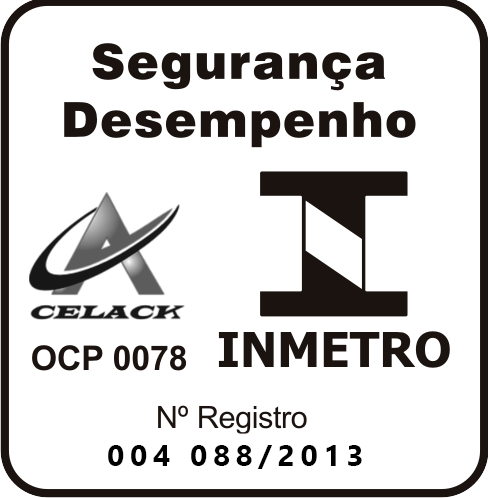 Segurança
Desempenho
CELACK
OCP 0078
INMETRO
Nº Registro
004 088/2013